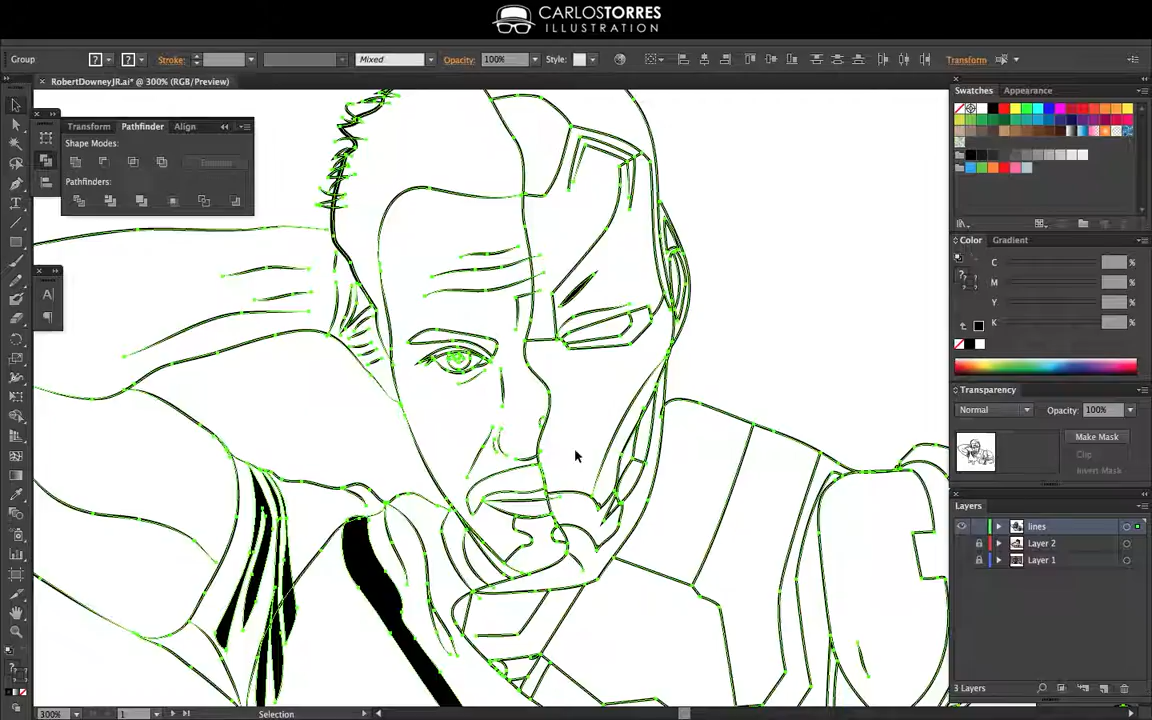 CARLOSTORRES
ILLUSTRATION
Group
?
?
Stroke:
Mixed
Opacity:
100%
Style:
Transform
RobertDowneyJR.ai* @ 300% (RGB/Preview)
Transform
Pathfinder
Align
Shape Modes:
Pathfinders:
Swatches
Appearance
Color
Gradient
C
%
M
%
Y
%
K
%
Transparency
Normal
Opacity:
100%
Make Mask
Clip
Invert Mask
Layers
lines
Layer 2
Layer 1
3 Layers
300%
1
Selection